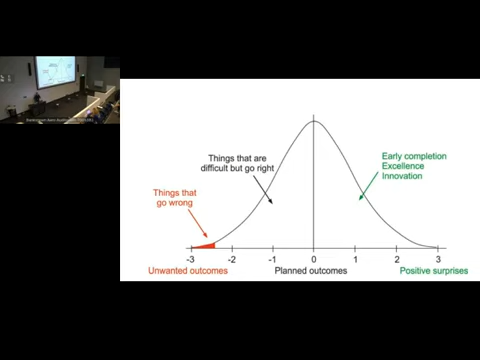 Things that are
difficult but go right
Early completion
Excellence
Innovation
Things that
go wrong
-3 -2 -1 0 1 2 3
Unwanted outcomes Planned outcomes Positive surprises